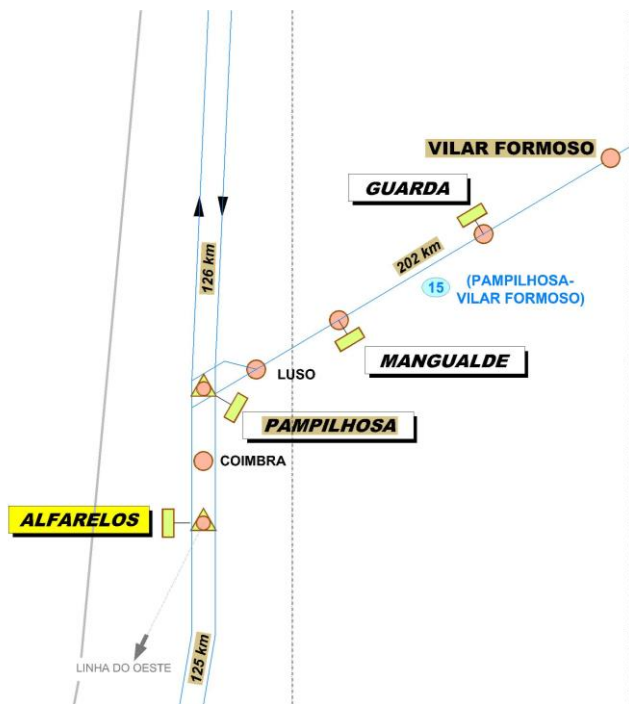 VILAR FORMOSO
GUARDA
126 km
202 km
15
(PAMPILHOSA-
VILAR FORMOSO)
MANGUALDE
LUSO
PAMPILHOSA
COIMBRA
ALFARELOS
125 km
LINHA DO OESTE